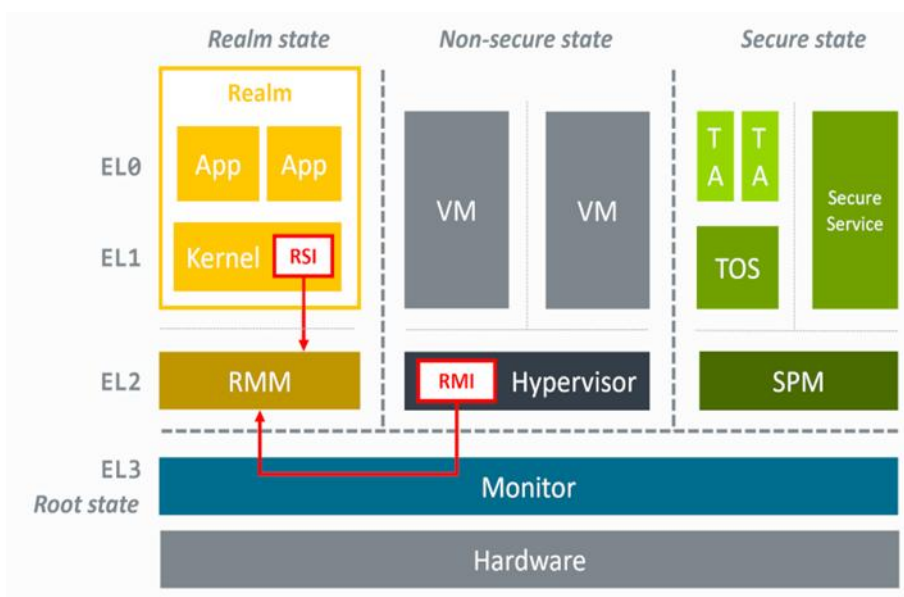 Realm state
Non-secure state
Secure state
Realm
App
App
VM
VM
T
A
T
A
Secure
Service
EL0
EL1
Kernel
RSI
TOS
EL2
RMM
RMI
Hypervisor
SPM
EL3
Root state
Monitor
Hardware